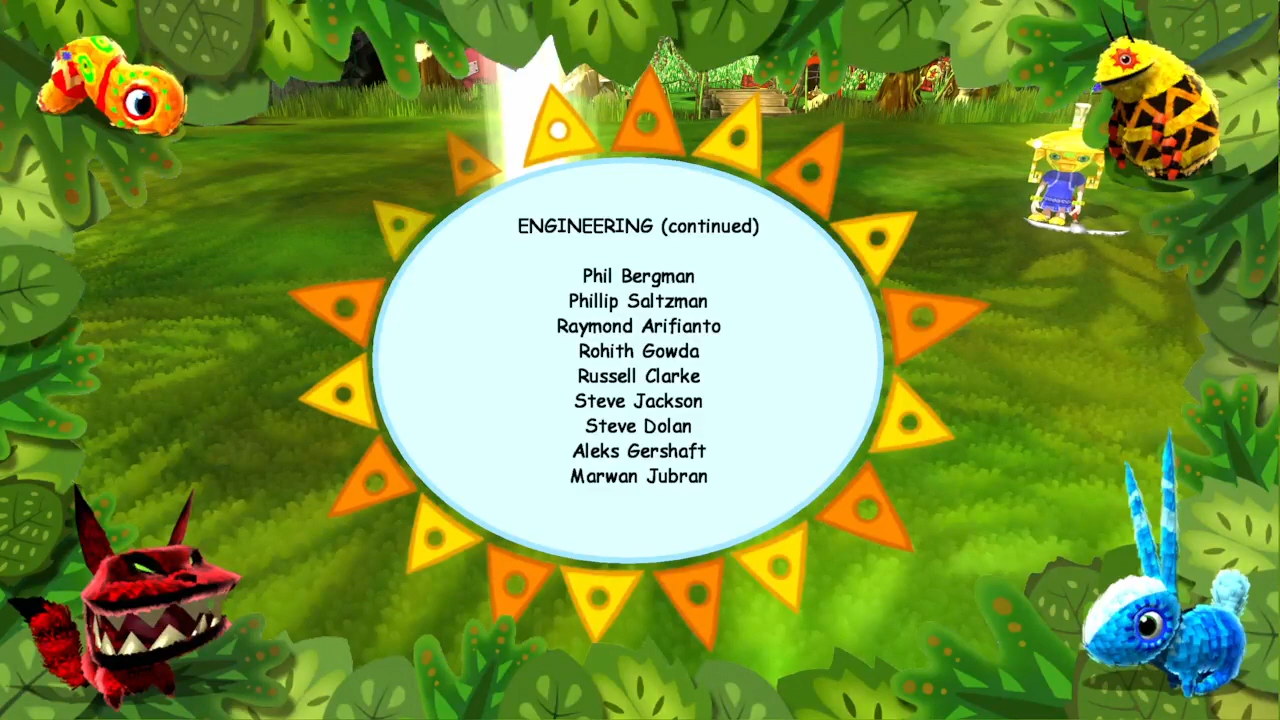 ENGINEERING (continued)
Phil Bergman
Phillip Saltzman
Raymond Arifianto
Rohith Gowda
Russell Clarke
Steve Jackson
Steve Dolan
Aleks Gershaft
Marwan Jubran